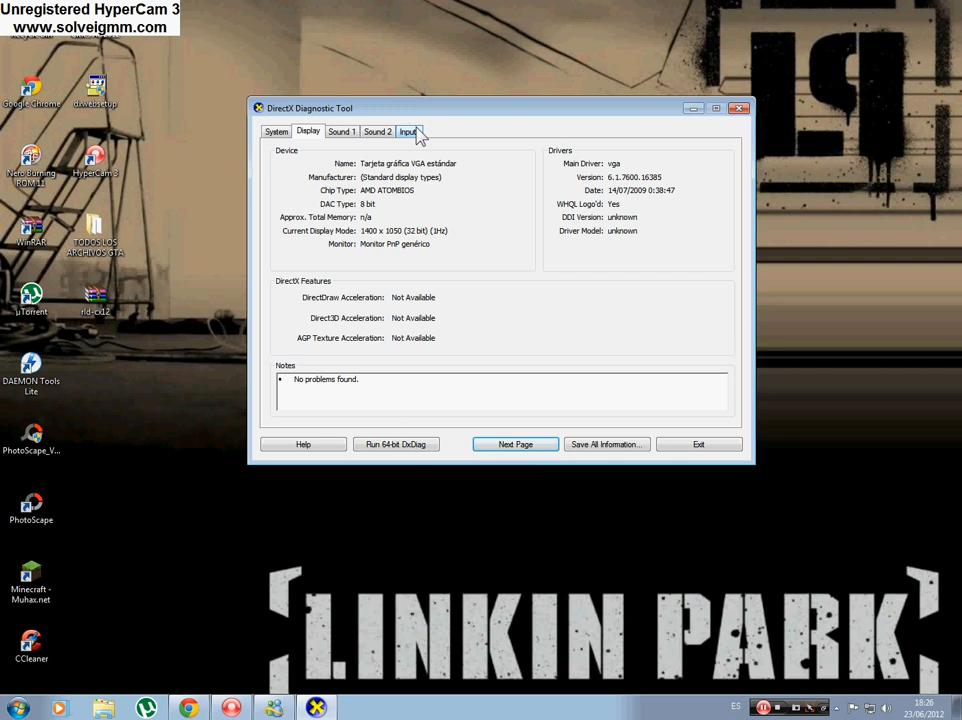 Unregistered HyperCam 3
www.solveigmm.com
Google Chrome
dxwebsetup
Nero Burning
ROM 11
HyperCam 3
WinRAR
TODOS LOS
ARCHIVOS GTA
µTorrent
rld-cx12
DAEMON Tools
Lite
PhotoScape_V...
PhotoScape
Minecraft -
Muhax.net
CCleaner
DirectX Diagnostic Tool
System Display Sound 1 Sound 2 Input
Device
Name: Tarjeta gráfica VGA estándar
Manufacturer: (Standard display types)
Chip Type: AMD ATOMBIOS
DAC Type: 8 bit
Approx. Total Memory: n/a
Current Display Mode: 1400 x 1050 (32 bit) (1Hz)
Monitor: Monitor PnP genérico
Drivers
Main Driver: vga
Version: 6.1.7600.16385
Date: 14/07/2009 0:38:47
WHQL Logo'd: Yes
DDI Version: unknown
Driver Model: unknown
DirectX Features
DirectDraw Acceleration: Not Available
Direct3D Acceleration: Not Available
AGP Texture Acceleration: Not Available
Notes
• No problems found.
Help Run 64-bit DxDiag Next Page Save All Information... Exit
LINKIN PARK
ES
18:26
23/06/2012